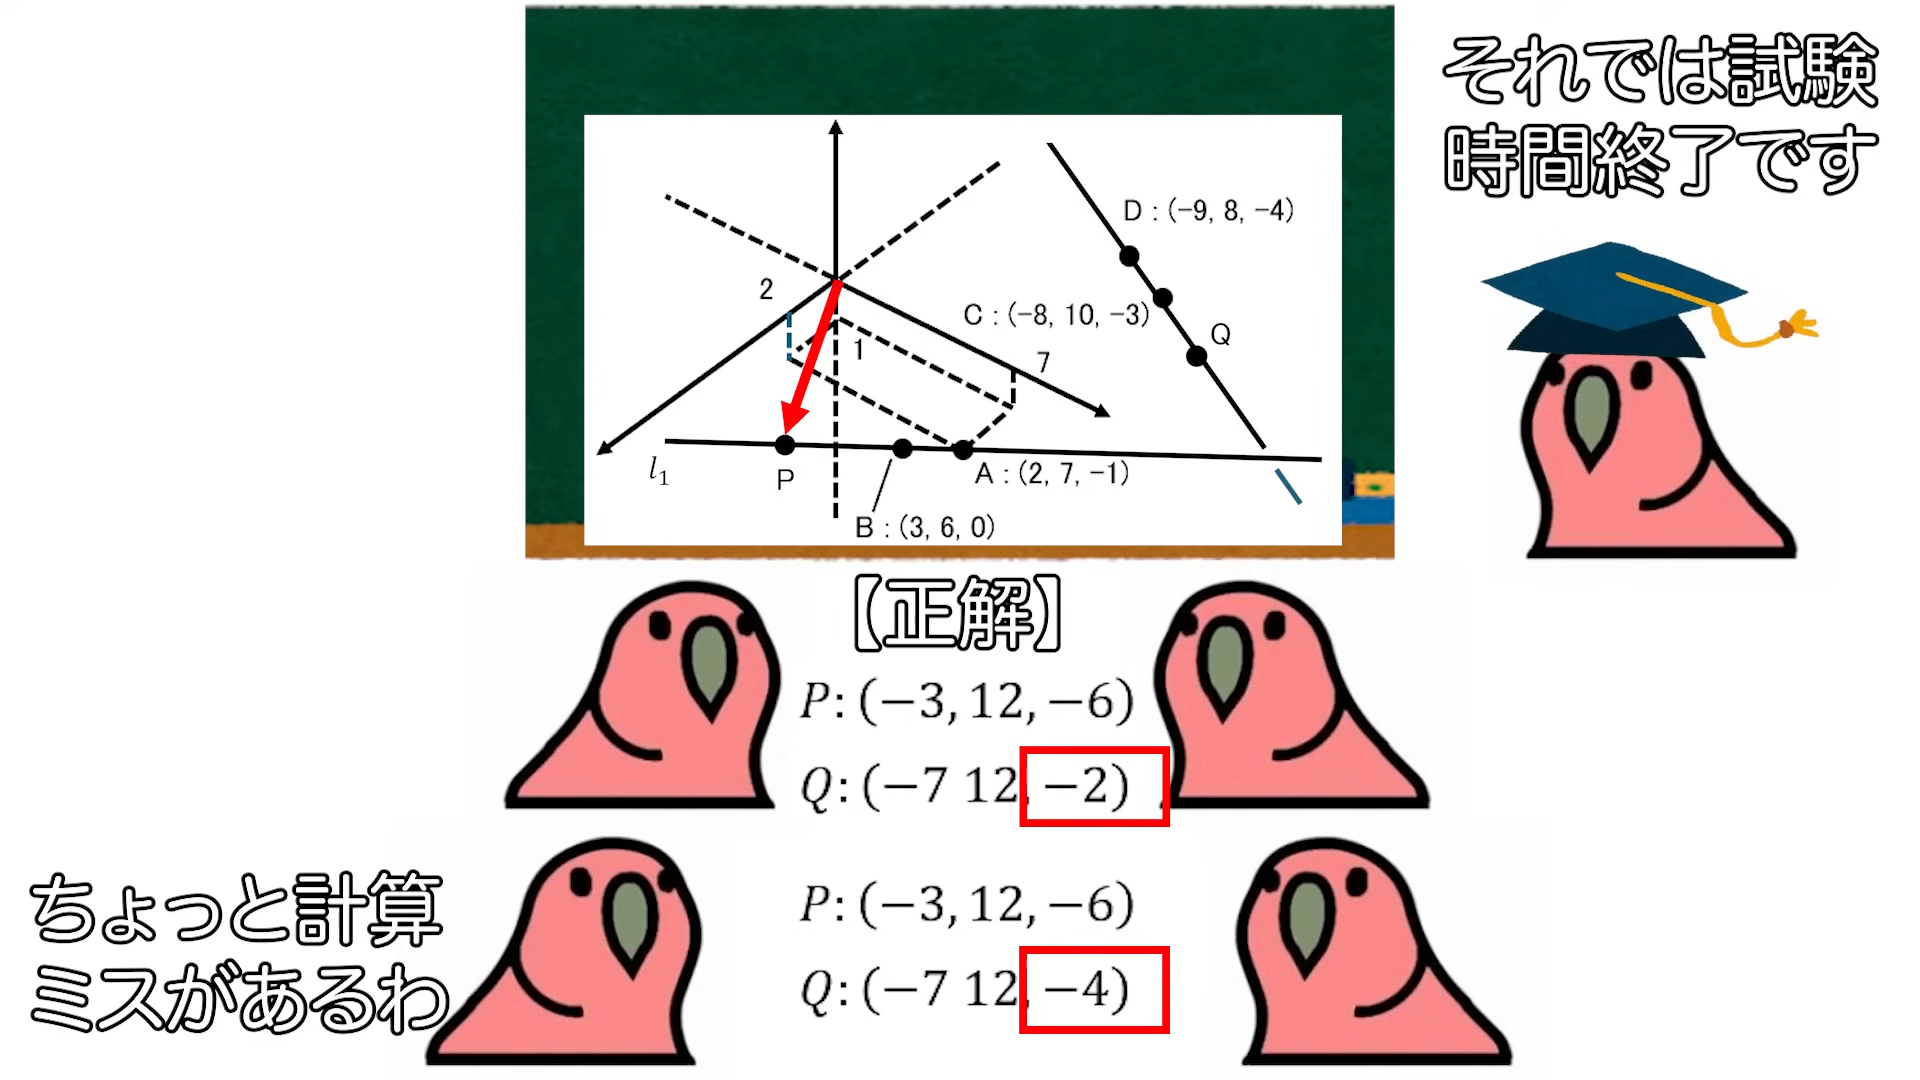 それでは試験
時間終了です
D : (−9, 8, −4)
2
C : (−8, 10, −3)
Q
1
7
l₁
P
A : (2, 7, −1)
B : (3, 6, 0)
【正解】
P: (−3, 12, −6)
Q: (−7 12, −2)
ちょっと計算
ミスがあるわ
P: (−3, 12, −6)
Q: (−7 12, −4)